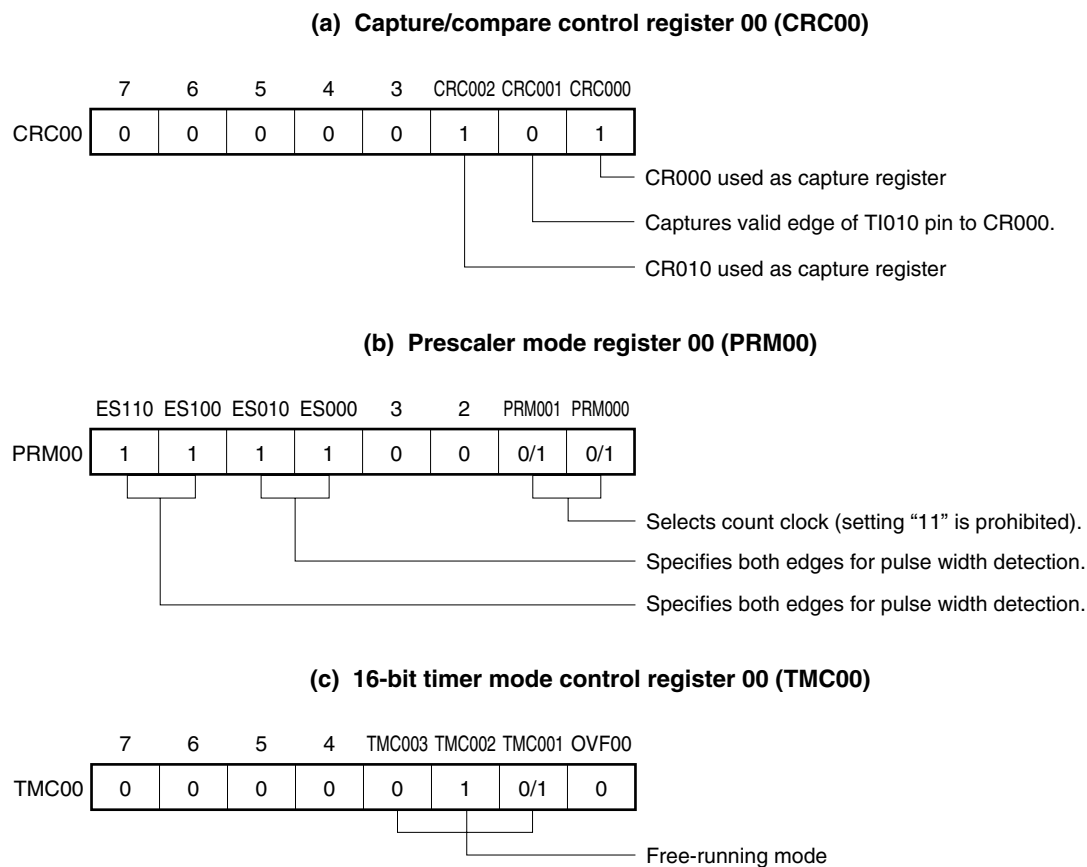 (a) Capture/compare control register 00 (CRC00)
7 6 5 4 3 CRC002 CRC001 CRC000
CRC00 0 0 0 0 0 1 0 1
CR000 used as capture register
Captures valid edge of TI010 pin to CR000.
CR010 used as capture register
(b) Prescaler mode register 00 (PRM00)
ES110 ES100 ES010 ES000 3 2 PRM001 PRM000
PRM00 1 1 1 1 0 0 0/1 0/1
Selects count clock (setting “11” is prohibited).
Specifies both edges for pulse width detection.
Specifies both edges for pulse width detection.
(c) 16-bit timer mode control register 00 (TMC00)
7 6 5 4 TMC003 TMC002 TMC001 OVF00
TMC00 0 0 0 0 0 1 0/1 0
Free-running mode